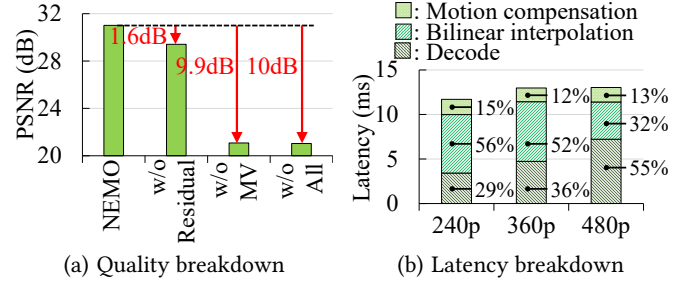 PSNR (dB)
32
28
24
20
1.6dB
9.9dB
10dB
NEMO
w/o
Residual
w/o
MV
w/o
All
(a) Quality breakdown
: Motion compensation
: Bilinear interpolation
: Decode
Latency (ms)
15
10
5
0
15%
56%
29%
12%
52%
36%
13%
32%
55%
240p
360p
480p
(b) Latency breakdown